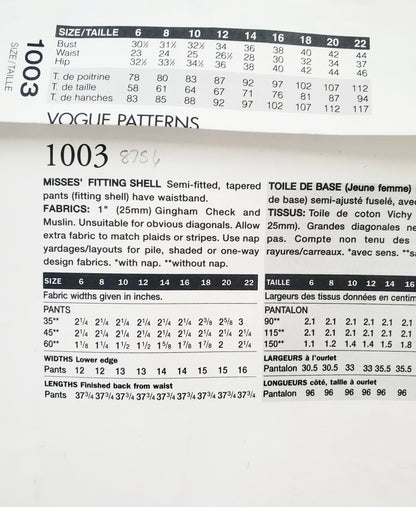 1003
SIZE/TAILLE
SIZE/TAILLE 6 8 10 12 14 16 18 20 22
Bust 30½ 31½ 32½ 34 36 38 40 42 44
Waist 23 24 25 26½ 28 30 32 34 37
Hip 32½ 33½ 34½ 36 38 40 42 44 46
T. de poitrine 78 80 83 87 92 97 102 107 112
T. de taille 58 61 64 67 71 76 81 87 94
T. de hanches 83 85 88 92 97 102 107 112 117
VOGUE PATTERNS
1003 8756
MISSES' FITTING SHELL Semi-fitted, tapered
pants (fitting shell) have waistband.
FABRICS: 1" (25mm) Gingham Check and
Muslin. Unsuitable for obvious diagonals. Allow
extra fabric to match plaids or stripes. Use nap
yardages/layouts for pile, shaded or one-way
design fabrics. *with nap. **without nap.
SIZE 6 8 10 12 14 16 18 20 22
Fabric widths given in inches.
PANTS
35** 2¼ 2¼ 2¼ 2¼ 2¼ 2¼ 2⅜ 2⅝ 3
45** 2¼ 2¼ 2¼ 2¼ 2¼ 2¼ 2¼ 2¼ 2¼
60** 1⅛ 1¼ 1½ 1½ 1⅝ 1⅞ 1⅞ 2 2¼
WIDTHS Lower edge
Pants 12 12 13 13 14 14 15 15 16
LENGTHS Finished back from waist
Pants 37¾ 37¾ 37¾ 37¾ 37¾ 37¾ 37¾ 37¾ 37¾
TOILE DE BASE (Jeune femme)
de base) semi-ajusté fuselé, avec
TISSUS: Toile de coton Vichy
25mm). Grandes diagonales ne
pas. Compte non tenu des
rayures/carreaux. *avec sens. **sa
TAILLE 6 8 10 12 14 16
Largeurs des tissus données en centim
PANTALON
90** 2.1 2.1 2.1 2.1 2.1 2.1
115** 2.1 2.1 2.1 2.1 2.1 2.1
150** 1.1 1.2 1.4 1.4 1.5 1.8
LARGEURS à l'ourlet
Pantalon 30.5 30.5 33 33 35.5 35.5
LONGUEURS côté, taille à ourlet
Pantalon 96 96 96 96 96 96